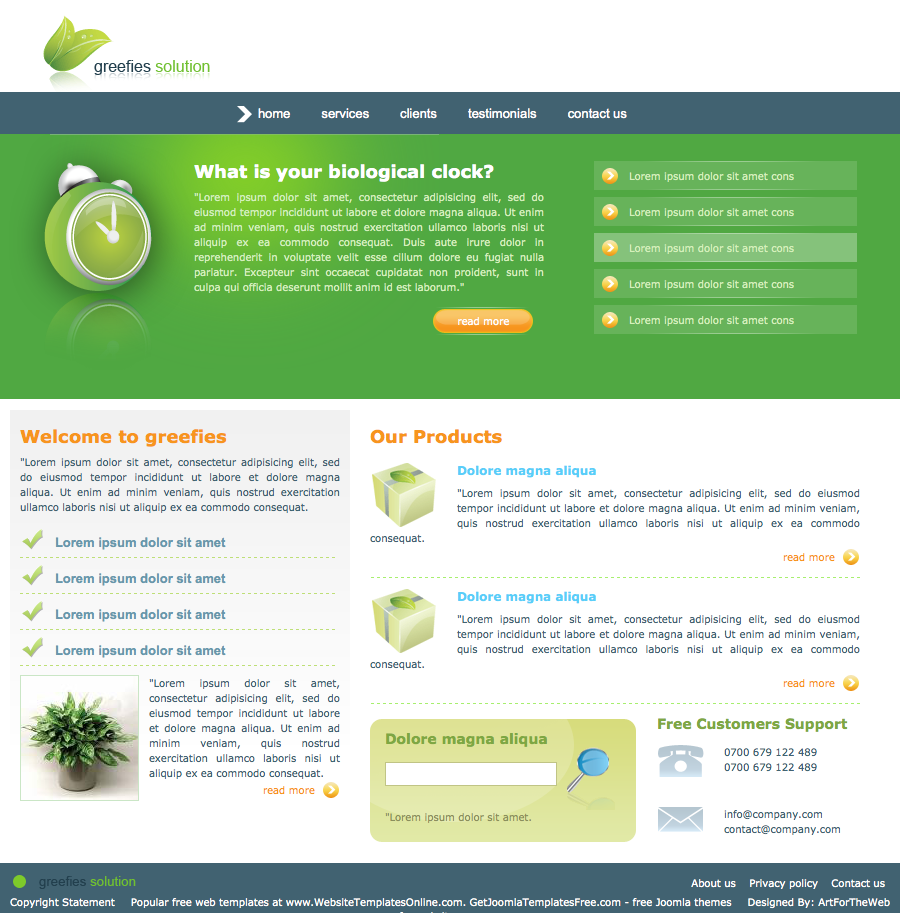 greefies solution
home services clients testimonials contact us
What is your biological clock?
"Lorem ipsum dolor sit amet, consectetur adipisicing elit, sed do
eiusmod tempor incididunt ut labore et dolore magna aliqua. Ut enim
ad minim veniam, quis nostrud exercitation ullamco laboris nisi ut
aliquip ex ea commodo consequat. Duis aute irure dolor in
reprehenderit in voluptate velit esse cillum dolore eu fugiat nulla
pariatur. Excepteur sint occaecat cupidatat non proident, sunt in
culpa qui officia deserunt mollit anim id est laborum."
read more
Lorem ipsum dolor sit amet cons
Lorem ipsum dolor sit amet cons
Lorem ipsum dolor sit amet cons
Lorem ipsum dolor sit amet cons
Lorem ipsum dolor sit amet cons
Welcome to greefies
"Lorem ipsum dolor sit amet, consectetur adipisicing elit, sed
do eiusmod tempor incididunt ut labore et dolore magna
aliqua. Ut enim ad minim veniam, quis nostrud exercitation
ullamco laboris nisi ut aliquip ex ea commodo consequat.
Lorem ipsum dolor sit amet
Lorem ipsum dolor sit amet
Lorem ipsum dolor sit amet
Lorem ipsum dolor sit amet
"Lorem ipsum dolor sit amet,
consectetur adipisicing elit, sed do
eiusmod tempor incididunt ut labore
et dolore magna aliqua. Ut enim ad
minim veniam, quis nostrud
exercitation ullamco laboris nisi ut
aliquip ex ea commodo consequat.
read more
Our Products
Dolore magna aliqua
"Lorem ipsum dolor sit amet, consectetur adipisicing elit, sed do eiusmod
tempor incididunt ut labore et dolore magna aliqua. Ut enim ad minim veniam,
quis nostrud exercitation ullamco laboris nisi ut aliquip ex ea commodo
consequat.
read more
Dolore magna aliqua
"Lorem ipsum dolor sit amet, consectetur adipisicing elit, sed do eiusmod
tempor incididunt ut labore et dolore magna aliqua. Ut enim ad minim veniam,
quis nostrud exercitation ullamco laboris nisi ut aliquip ex ea commodo
consequat.
read more
Dolore magna aliqua
"Lorem ipsum dolor sit amet.
Free Customers Support
0700 679 122 489
0700 679 122 489
info@company.com
contact@company.com
greefies solution
About us Privacy policy Contact us
Copyright Statement Popular free web templates at www.WebsiteTemplatesOnline.com. GetJoomlaTemplatesFree.com - free Joomla themes Designed By: ArtForTheWeb